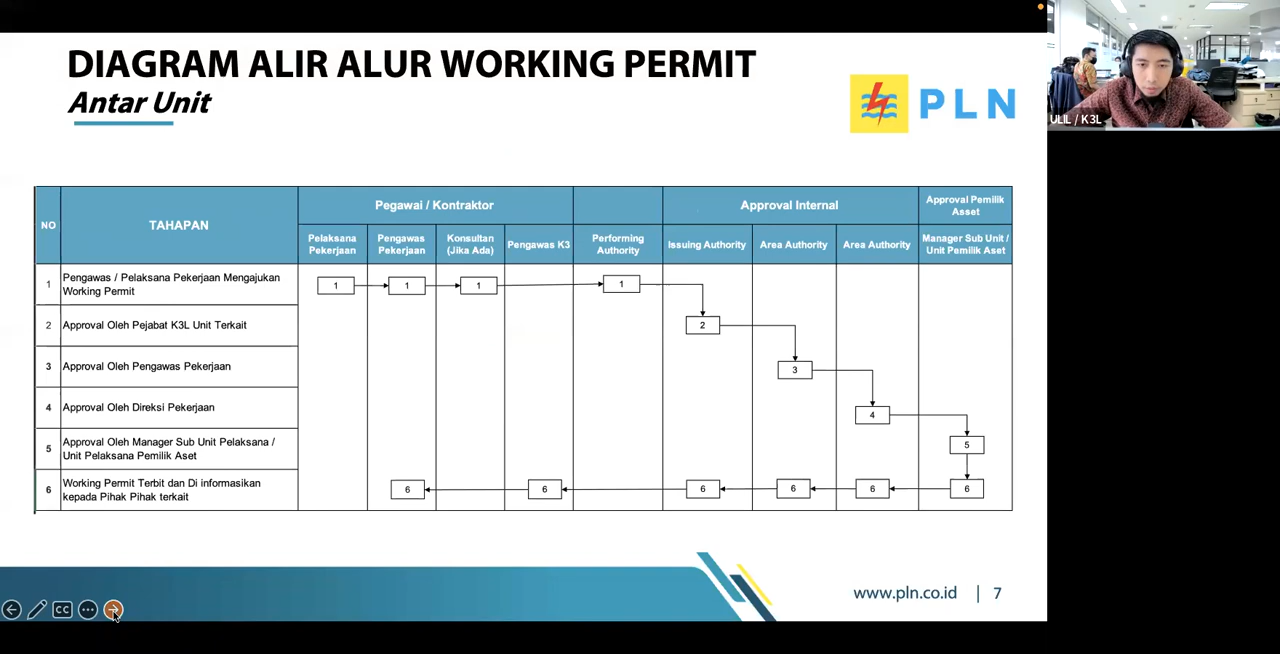 DIAGRAM ALIR ALUR WORKING PERMIT
Antar Unit
PLN
ULIL / K3L
NO
TAHAPAN
Pegawai / Kontraktor
Approval Internal
Approval Pemilik
Asset
Pelaksana
Pekerjaan
Pengawas
Pekerjaan
Konsultan
(Jika Ada)
Pengawas K3
Performing
Authority
Issuing Authority
Area Authority
Area Authority
Manager Sub Unit /
Unit Pemilik Aset
1
Pengawas / Pelaksana Pekerjaan Mengajukan
Working Permit
1
1
1
1
2
Approval Oleh Pejabat K3L Unit Terkait
2
3
Approval Oleh Pengawas Pekerjaan
3
4
Approval Oleh Direksi Pekerjaan
4
5
Approval Oleh Manager Sub Unit Pelaksana /
Unit Pelaksana Pemilik Aset
5
6
Working Permit Terbit dan Di informasikan
kepada Pihak Pihak terkait
6
6
6
6
6
6
www.pln.co.id | 7
CC